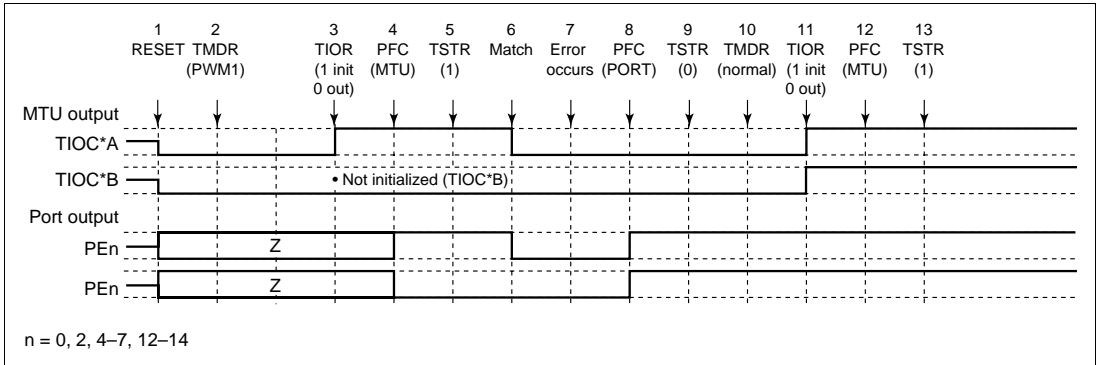 1 2 3 4 5 6 7 8 9 10 11 12 13
RESET TMDR TIOR PFC TSTR Match Error PFC TSTR TMDR TIOR PFC TSTR
(PWM1) (1 init (MTU) (1) occurs (PORT) (0) (normal) (1 init (MTU) (1)
0 out) 0 out)
MTU output
TIOC*A
TIOC*B • Not initialized (TIOC*B)
Port output
PEn Z
PEn Z
n = 0, 2, 4–7, 12–14